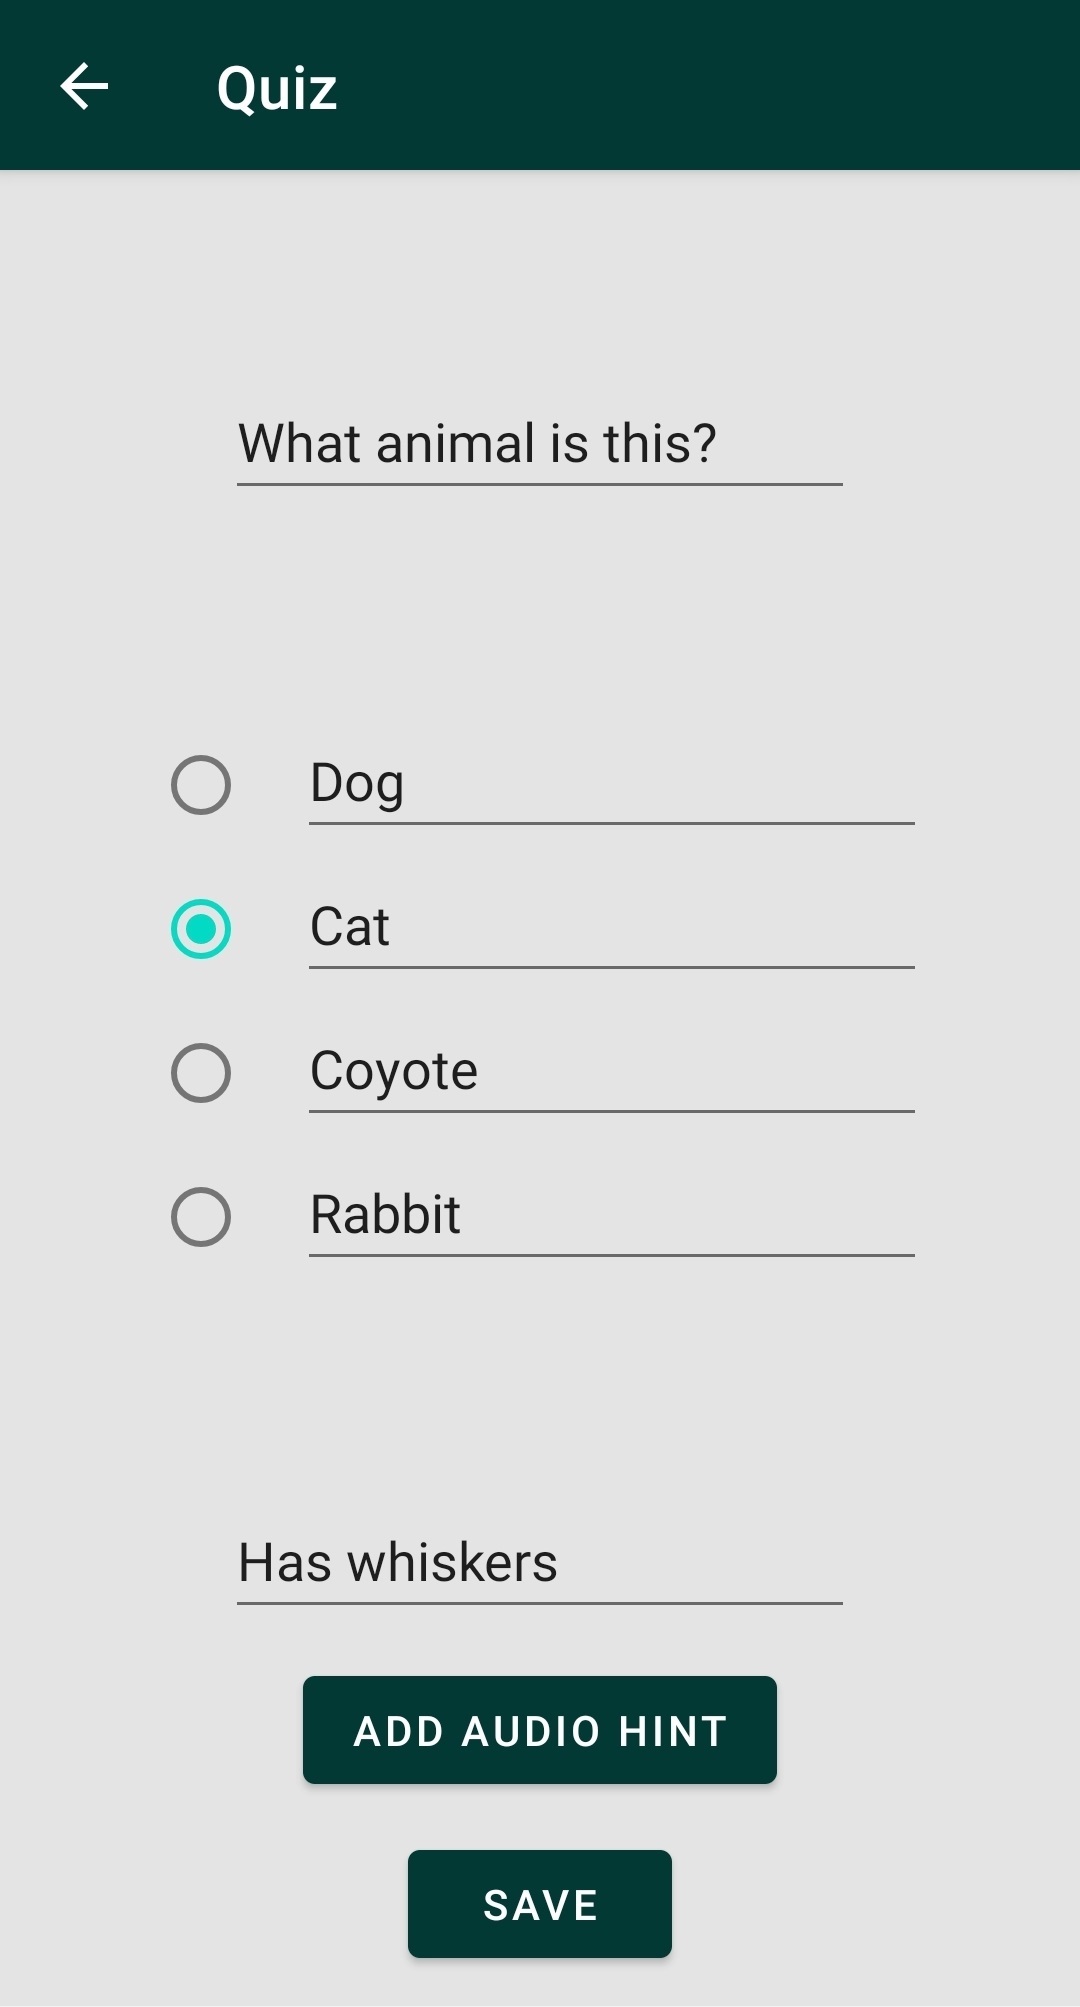 Quiz
What animal is this?
Dog
Cat
Coyote
Rabbit
Has whiskers
ADD AUDIO HINT
SAVE